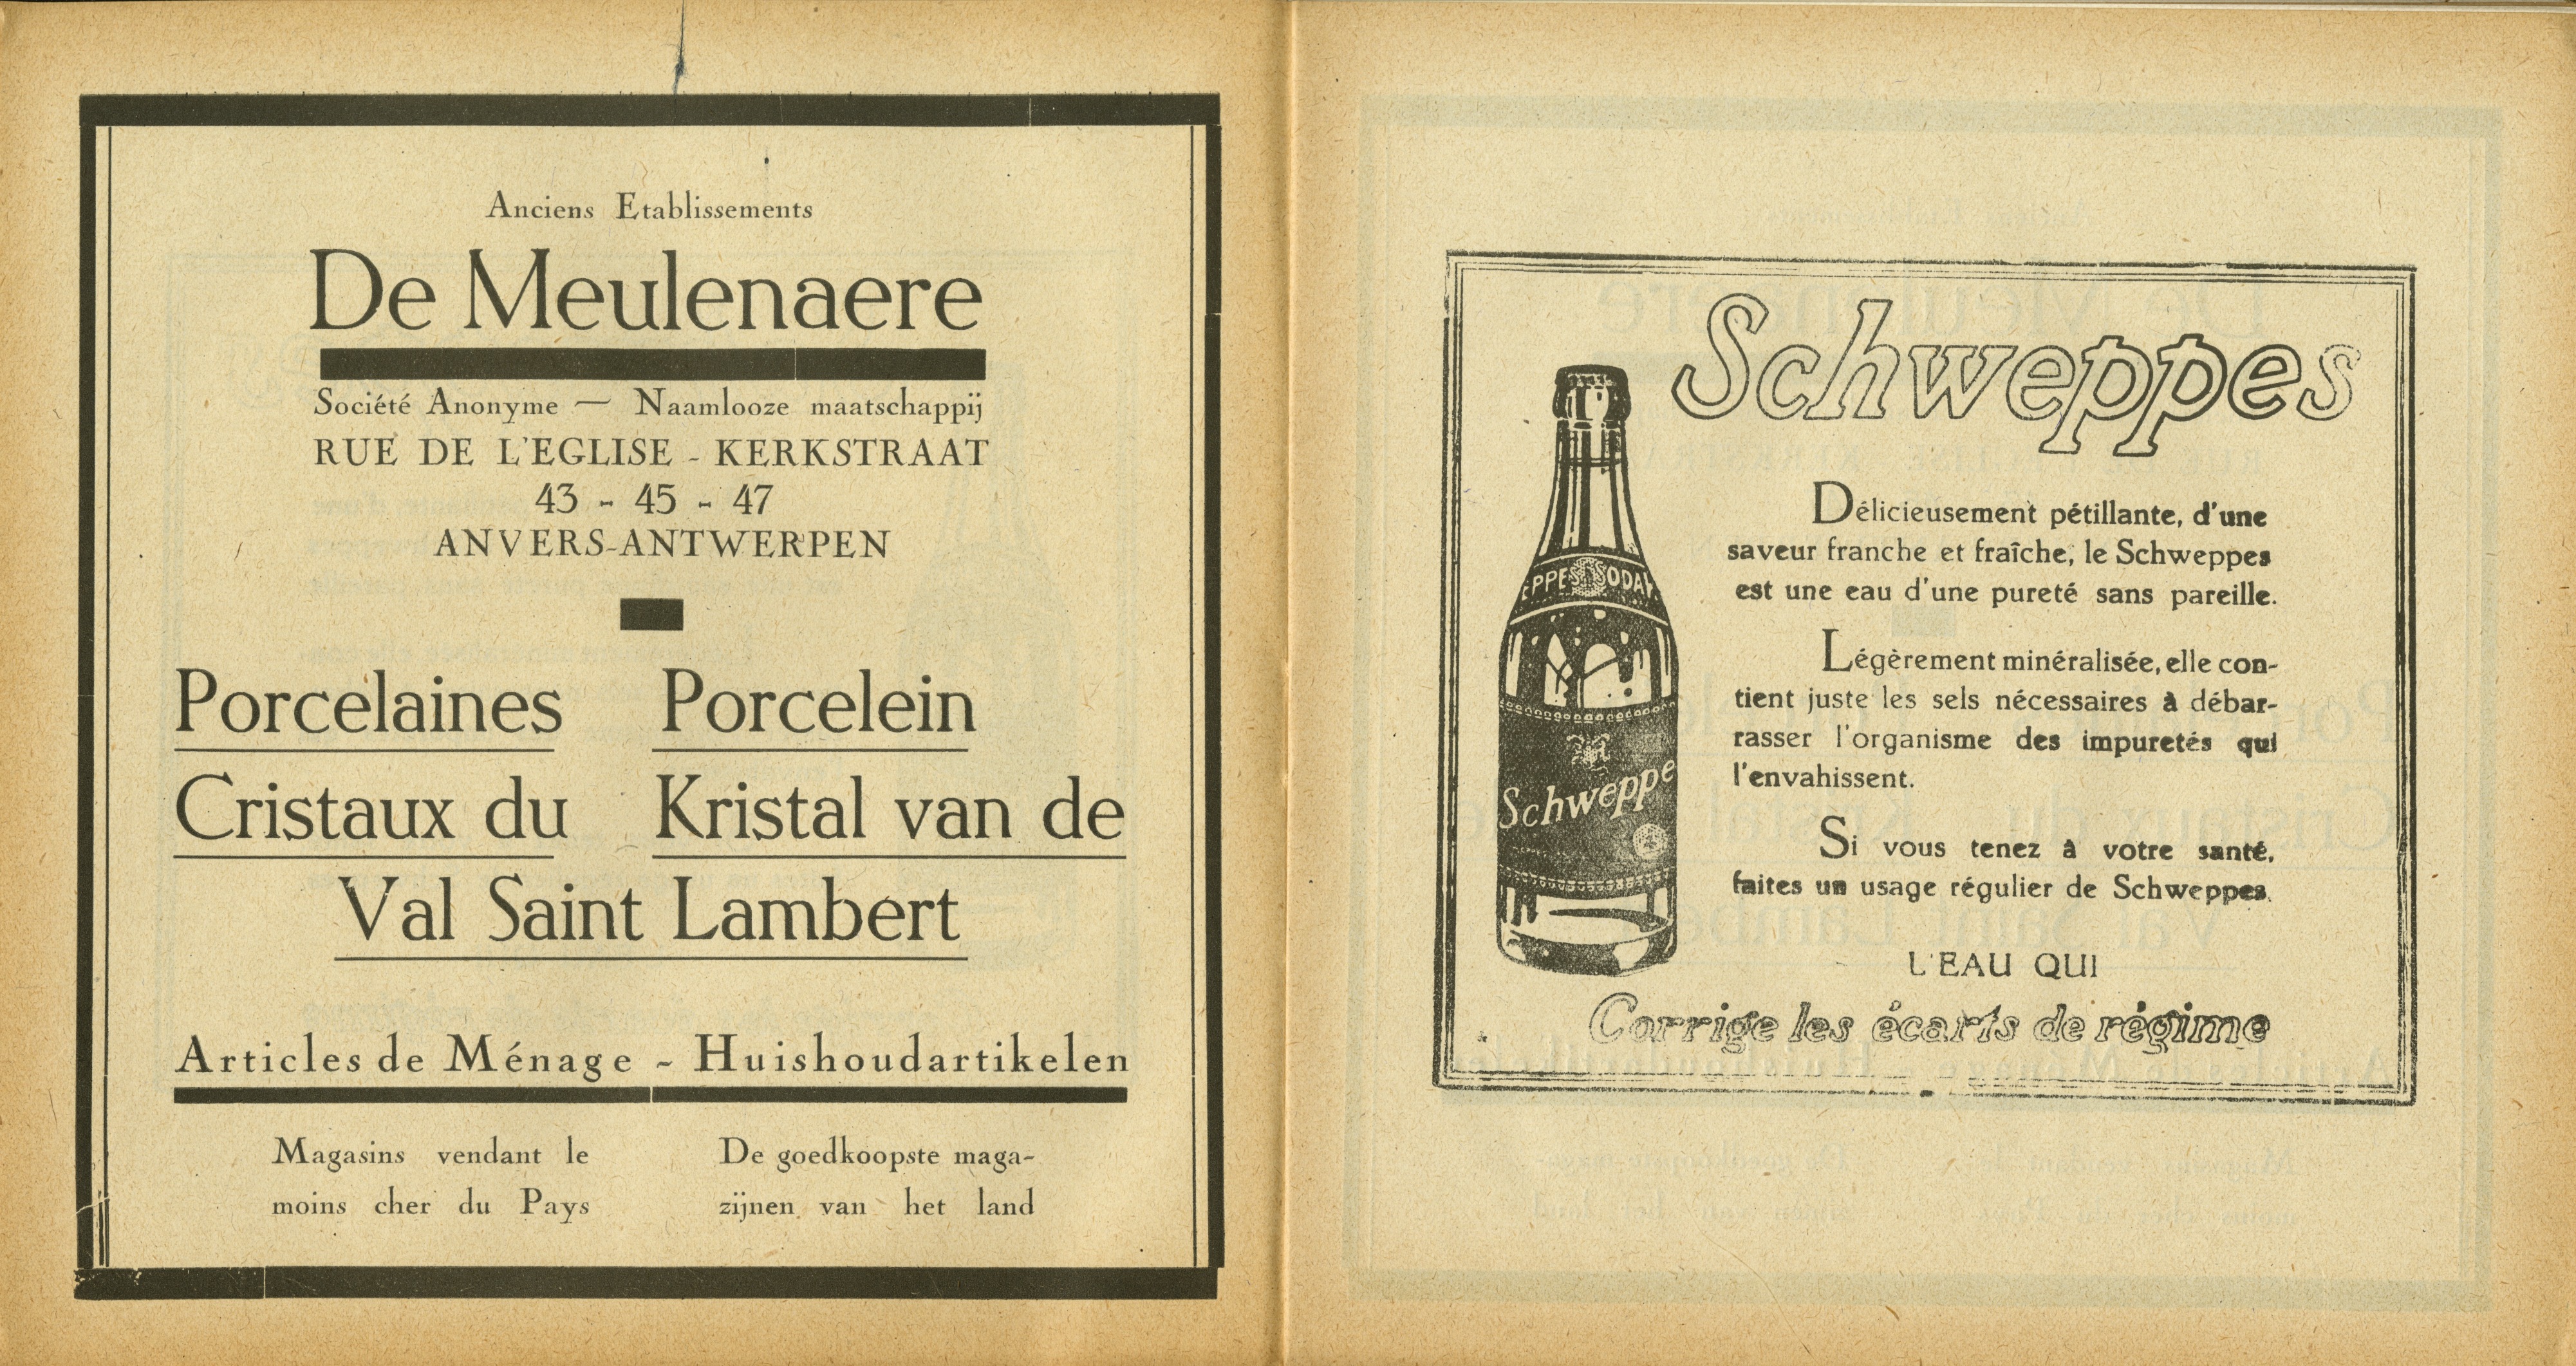 Anciens Etablissements
De Meulenaere
Société Anonyme — Naamlooze maatschappij
RUE DE L'EGLISE - KERKSTRAAT
43 - 45 - 47
ANVERS-ANTWERPEN
Porcelaines Porcelein
Cristaux du Kristal van de
Val Saint Lambert
Articles de Ménage - Huishoudartikelen
Magasins vendant le
moins cher du Pays
De goedkoopste maga-
zijnen van het land
Schweppes
Délicieusement pétillante, d'une
saveur franche et fraîche, le Schweppes
est une eau d'une pureté sans pareille.
Légèrement minéralisée, elle con-
tient juste les sels nécessaires à débar-
rasser l'organisme des impuretés qui
l'envahissent.
Si vous tenez à votre santé,
faites un usage régulier de Schweppes.
L'EAU QUI
Corrige les écarts de régime
EPPES SODA
Schweppe